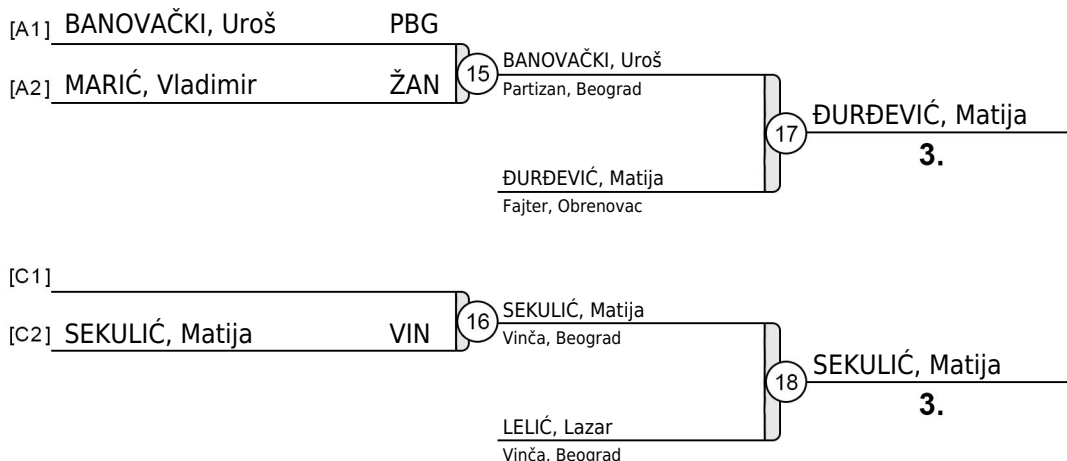 [A1] BANOVAČKI, Uroš PBG
[A2] MARIĆ, Vladimir ŽAN
15
BANOVAČKI, Uroš
Partizan, Beograd
17
ĐURĐEVIĆ, Matija
3.
ĐURĐEVIĆ, Matija
Fajter, Obrenovac
[C1]
[C2] SEKULIĆ, Matija VIN
16
SEKULIĆ, Matija
Vinča, Beograd
18
SEKULIĆ, Matija
3.
LELIĆ, Lazar
Vinča, Beograd